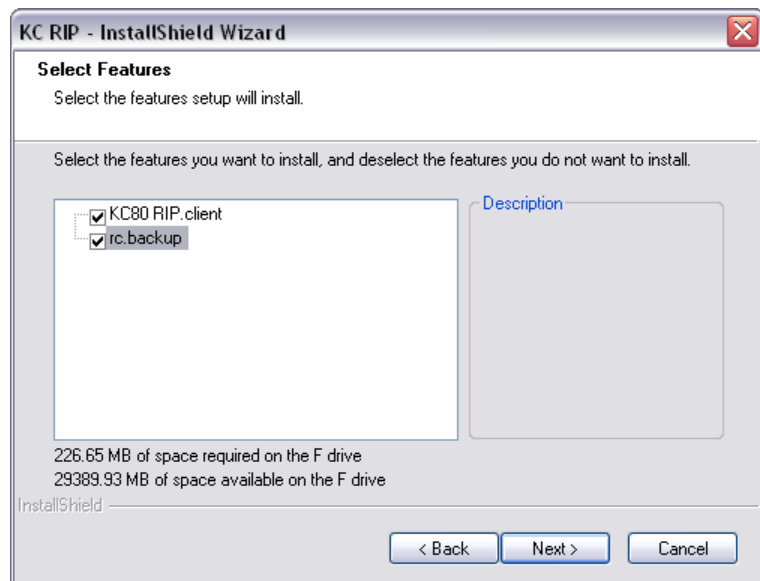 KC RIP - InstallShield Wizard
Select Features
Select the features setup will install.
Select the features you want to install, and deselect the features you do not want to install.
KC80 RIP.client
rc.backup
Description
226.65 MB of space required on the F drive
29389.93 MB of space available on the F drive
InstallShield
< Back
Next >
Cancel